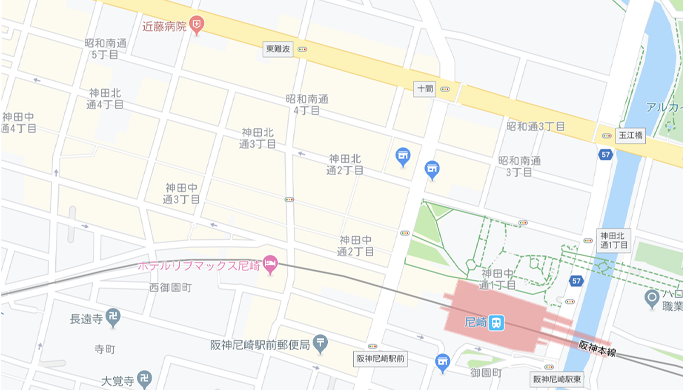 近藤病院
昭和南通
5丁目
東難波
十間
アルカイ
神田北
通4丁目
昭和南通
4丁目
昭和通3丁目
玉江橋
神田中
通4丁目
神田北
通3丁目
神田北
通2丁目
昭和南通
3丁目
57
神田中
通3丁目
神田中
通2丁目
神田北
通1丁目
ホテルリブマックス尼崎
神田中
通1丁目
57
西御園町
ハロ
職業
長遠寺
尼崎
寺町
阪神尼崎駅前郵便局
阪神尼崎駅前
阪神本線
大覚寺
御園町
阪神尼崎駅東